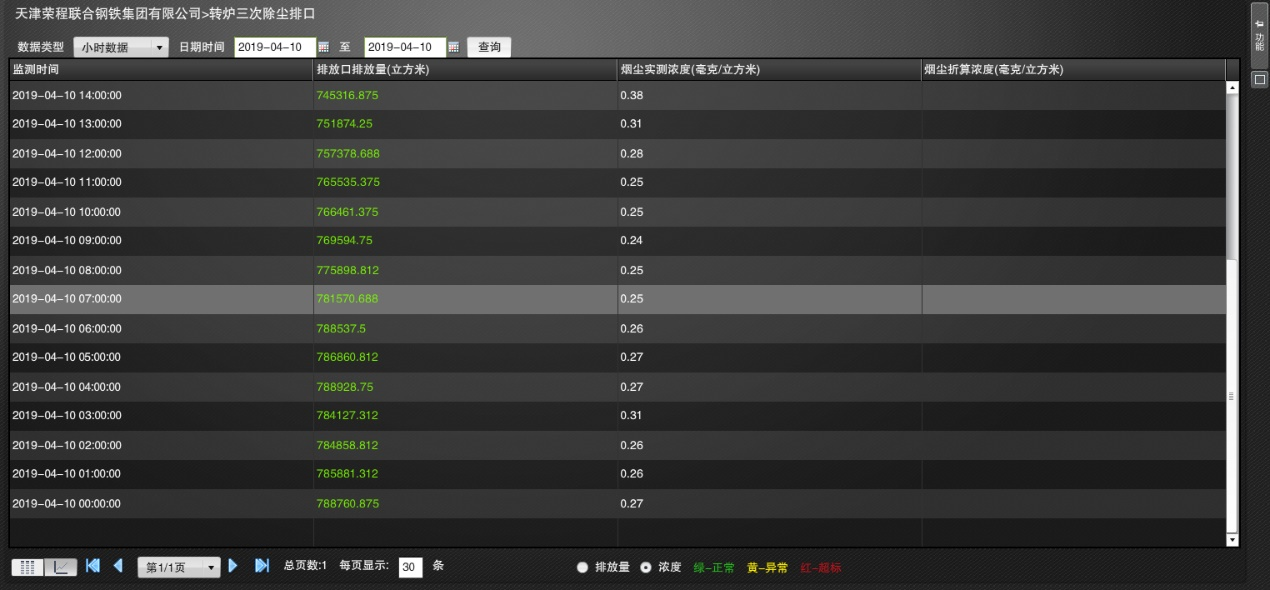 天津荣程联合钢铁集团有限公司>转炉三次除尘排口
数据类型 小时数据 日期时间 2019-04-10 至 2019-04-10 查询
监测时间 排放口排放量(立方米) 烟尘实测浓度(毫克/立方米) 烟尘折算浓度(毫克/立方米)
2019-04-10 14:00:00 745316.875 0.38
2019-04-10 13:00:00 751874.25 0.31
2019-04-10 12:00:00 757378.688 0.28
2019-04-10 11:00:00 765535.375 0.25
2019-04-10 10:00:00 766461.375 0.25
2019-04-10 09:00:00 769594.75 0.24
2019-04-10 08:00:00 775898.812 0.25
2019-04-10 07:00:00 781570.688 0.25
2019-04-10 06:00:00 788537.5 0.26
2019-04-10 05:00:00 786860.812 0.27
2019-04-10 04:00:00 788928.75 0.27
2019-04-10 03:00:00 784127.312 0.31
2019-04-10 02:00:00 784858.812 0.26
2019-04-10 01:00:00 785881.312 0.26
2019-04-10 00:00:00 788760.875 0.27
第1/1页 总页数:1 每页显示: 30 条 排放量 浓度 绿-正常 黄-异常 红-超标
功能